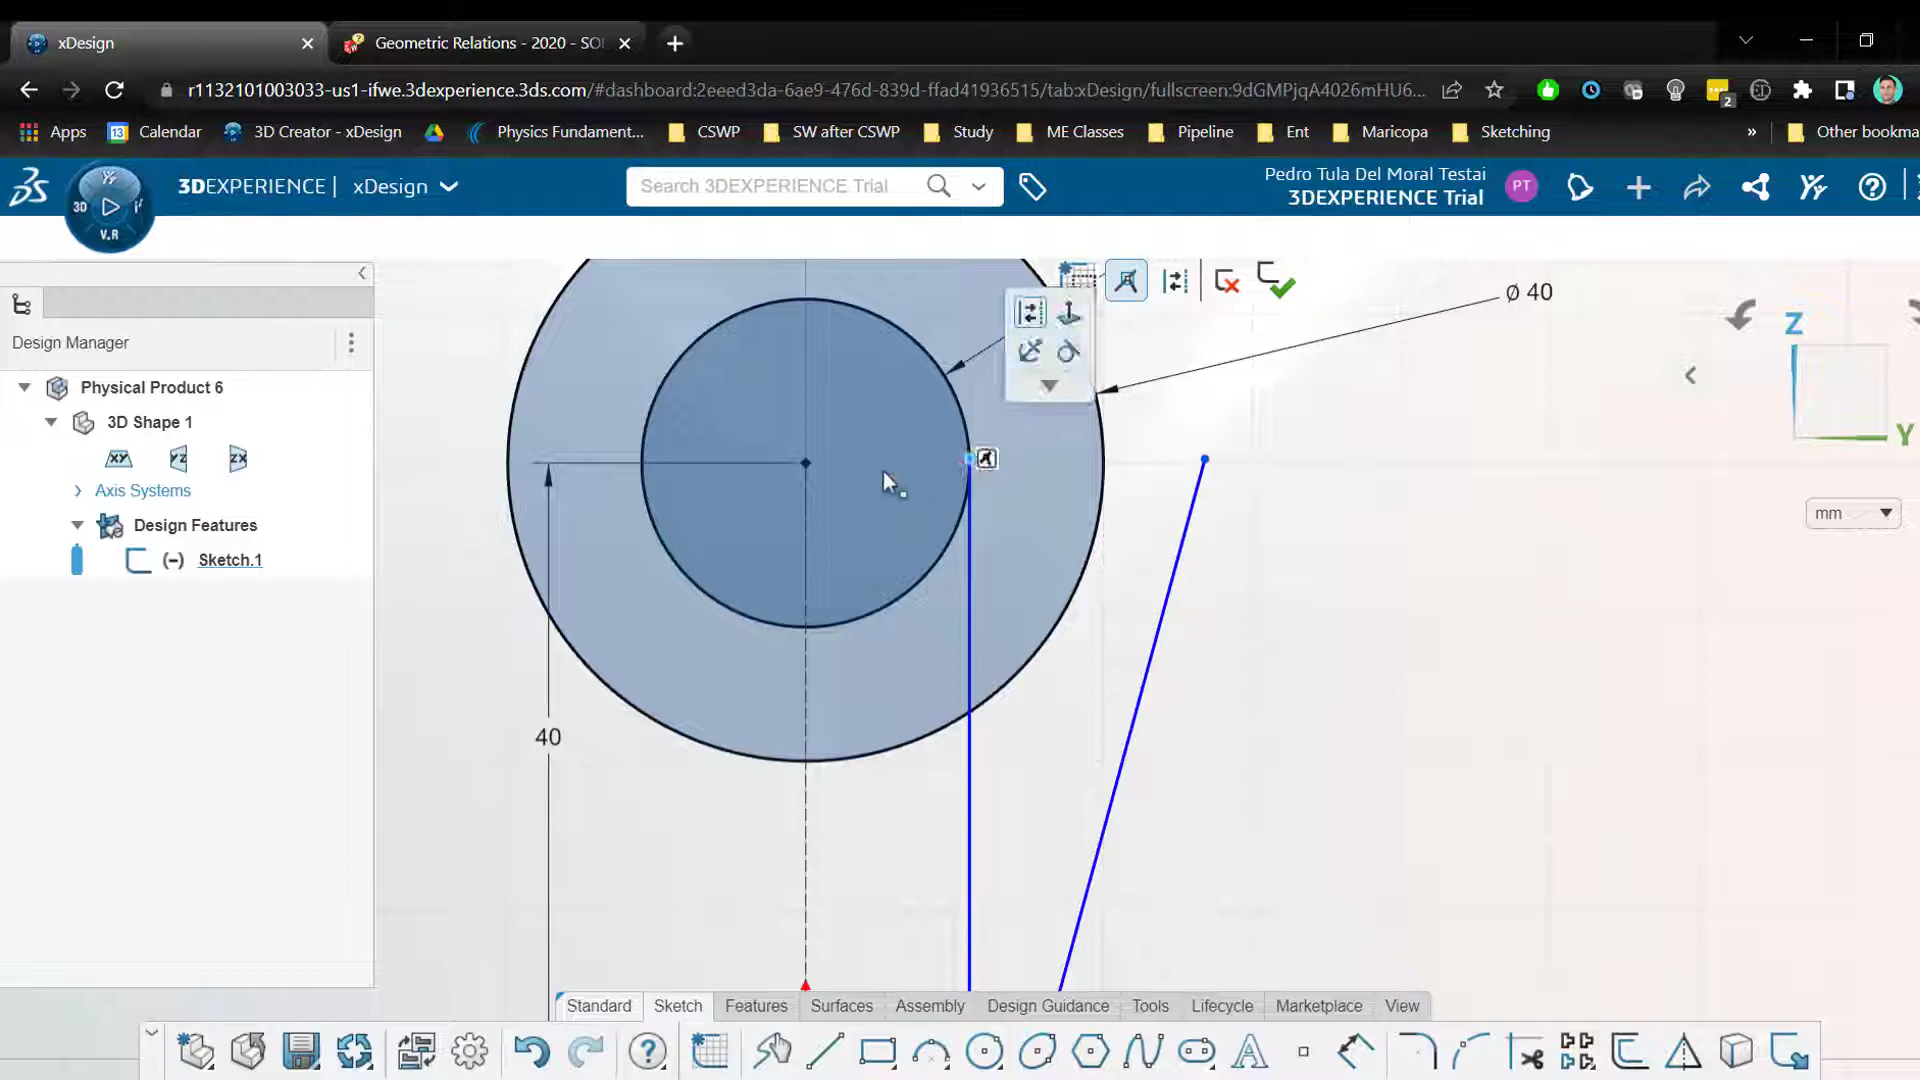 xDesign
Geometric Relations - 2020 - SO
r1132101003033-us1-ifwe.3dexperience.3ds.com/#dashboard:2eeed3da-6ae9-476d-839d-ffad41936515/tab:xDesign/fullscreen:9dGMPjqA4026mHU6...
2
Apps
13
Calendar
3D Creator - xDesign
Physics Fundament...
CSWP
SW after CSWP
Study
ME Classes
Pipeline
Ent
Maricopa
Sketching
»
Other bookma
3D
V.R
3DEXPERIENCE | xDesign
Search 3DEXPERIENCE Trial
Pedro Tula Del Moral Testai
3DEXPERIENCE Trial
PT
Design Manager
Physical Product 6
3D Shape 1
XY
YZ
ZX
Axis Systems
Design Features
(-) Sketch.1
Ø 40
40
Z
Y
mm
Standard
Sketch
Features
Surfaces
Assembly
Design Guidance
Tools
Lifecycle
Marketplace
View